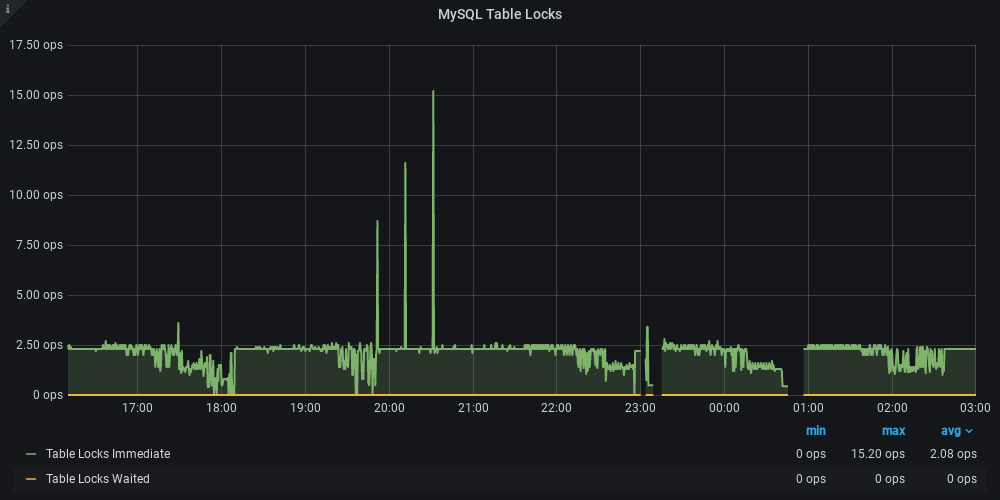 i
MySQL Table Locks
17.50 ops
15.00 ops
12.50 ops
10.00 ops
7.50 ops
5.00 ops
2.50 ops
0 ops
17:00 18:00 19:00 20:00 21:00 22:00 23:00 00:00 01:00 02:00 03:00
min max avg
Table Locks Immediate 0 ops 15.20 ops 2.08 ops
Table Locks Waited 0 ops 0 ops 0 ops